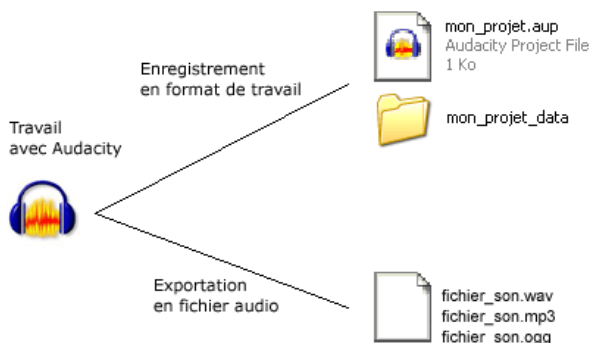 mon_projet.aup
Audacity Project File
1 Ko
Enregistrement
en format de travail
mon_projet_data
Travail
avec Audacity
Exportation
en fichier audio
fichier_son.wav
fichier_son.mp3
fichier_son.ogg